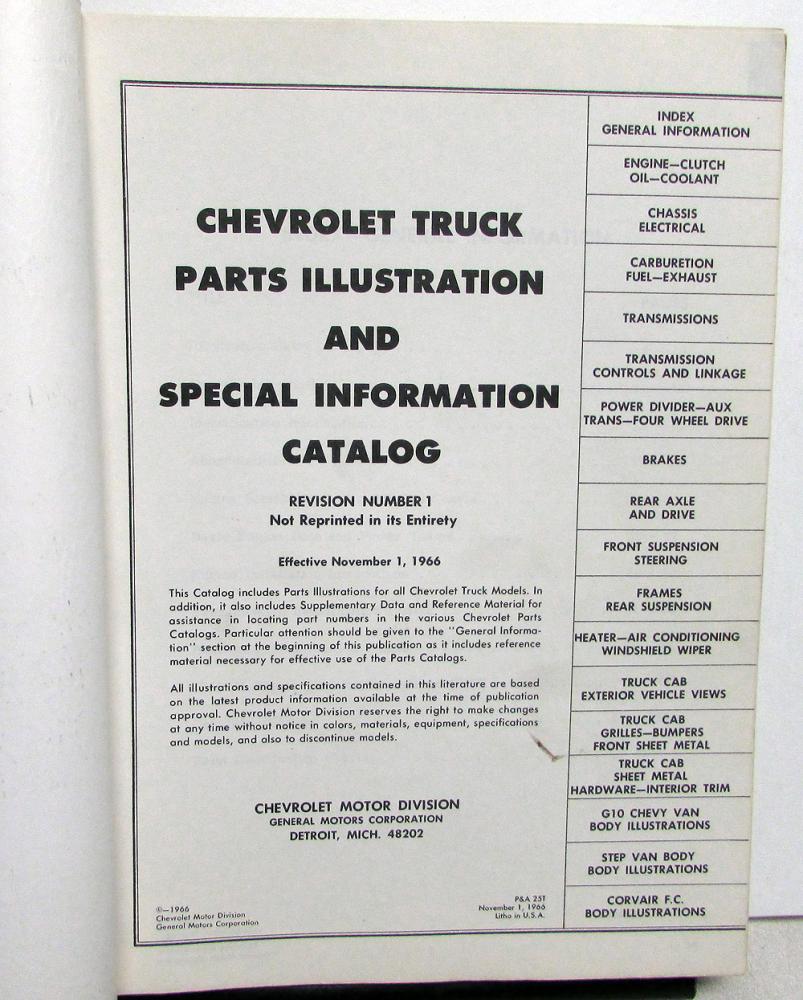 CHEVROLET TRUCK
PARTS ILLUSTRATION
AND
SPECIAL INFORMATION
CATALOG
REVISION NUMBER 1
Not Reprinted in its Entirety
Effective November 1, 1966
This Catalog includes Parts Illustrations for all Chevrolet Truck Models. In
addition, it also includes Supplementary Data and Reference Material for
assistance in locating part numbers in the various Chevrolet Parts
Catalogs. Particular attention should be given to the "General Informa-
tion" section at the beginning of this publication as it includes reference
material necessary for effective use of the Parts Catalogs.
All illustrations and specifications contained in this literature are based
on the latest product information available at the time of publication
approval. Chevrolet Motor Division reserves the right to make changes
at any time without notice in colors, materials, equipment, specifications
and models, and also to discontinue models.
CHEVROLET MOTOR DIVISION
GENERAL MOTORS CORPORATION
DETROIT, MICH. 48202
©—1966
Chevrolet Motor Division
General Motors Corporation
P&A 25T
November 1, 1966
Litho in U.S.A.
INDEX
GENERAL INFORMATION
ENGINE—CLUTCH
OIL—COOLANT
CHASSIS
ELECTRICAL
CARBURETION
FUEL—EXHAUST
TRANSMISSIONS
TRANSMISSION
CONTROLS AND LINKAGE
POWER DIVIDER—AUX
TRANS—FOUR WHEEL DRIVE
BRAKES
REAR AXLE
AND DRIVE
FRONT SUSPENSION
STEERING
FRAMES
REAR SUSPENSION
HEATER—AIR CONDITIONING
WINDSHIELD WIPER
TRUCK CAB
EXTERIOR VEHICLE VIEWS
TRUCK CAB
GRILLES—BUMPERS
FRONT SHEET METAL
TRUCK CAB
SHEET METAL
HARDWARE—INTERIOR TRIM
G10 CHEVY VAN
BODY ILLUSTRATIONS
STEP VAN BODY
BODY ILLUSTRATIONS
CORVAIR F.C.
BODY ILLUSTRATIONS